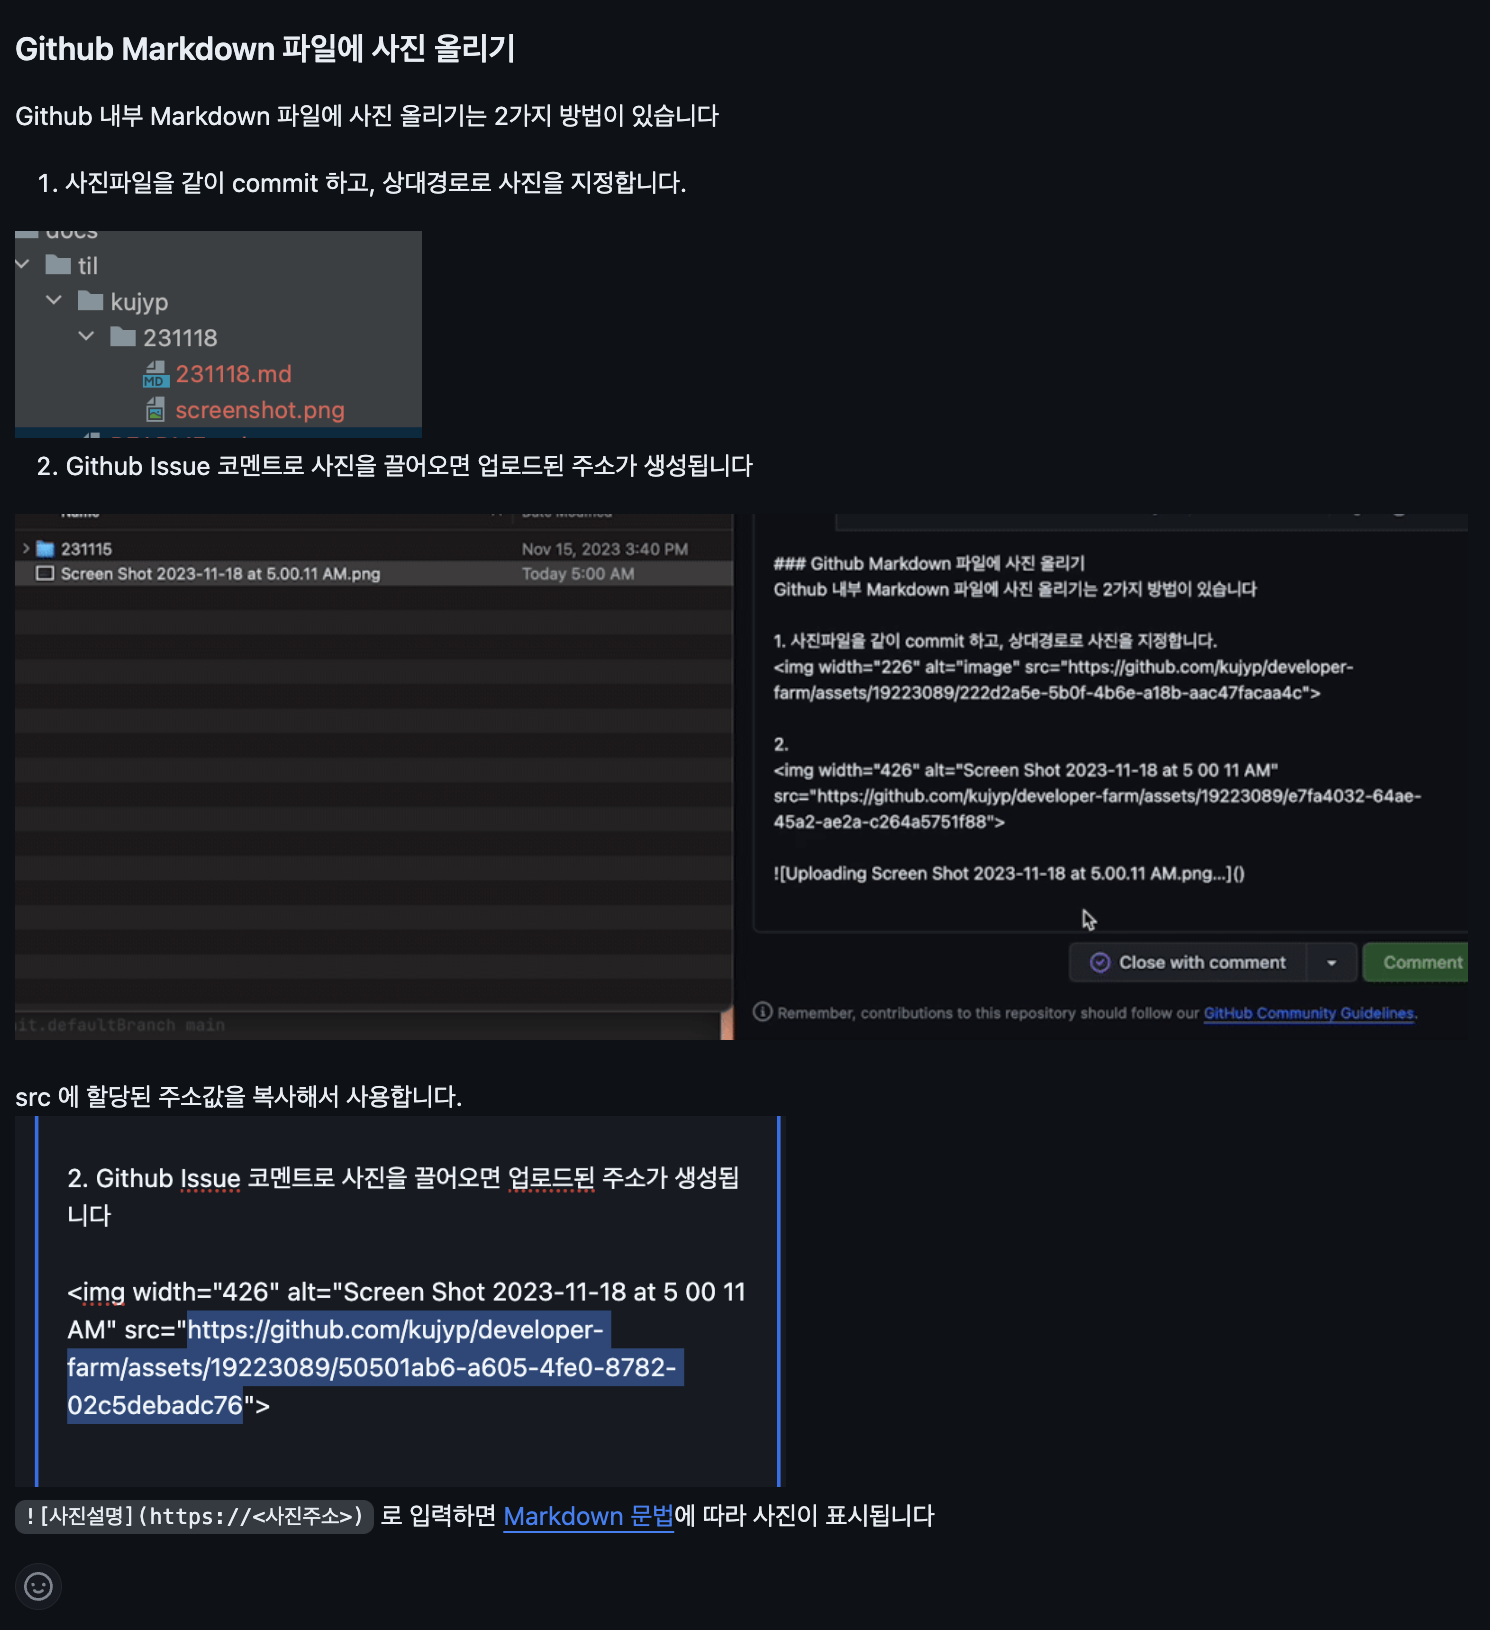 Github Markdown 파일에 사진 올리기
Github 내부 Markdown 파일에 사진 올리기는 2가지 방법이 있습니다
1. 사진파일을 같이 commit 하고, 상대경로로 사진을 지정합니다.
docs
til
kujyp
231118
MD 231118.md
screenshot.png
2. Github Issue 코멘트로 사진을 끌어오면 업로드된 주소가 생성됩니다
Name Date Modified
231115 Nov 15, 2023 3:40 PM
Screen Shot 2023-11-18 at 5.00.11 AM.png Today 5:00 AM
it.defaultBranch main
### Github Markdown 파일에 사진 올리기
Github 내부 Markdown 파일에 사진 올리기는 2가지 방법이 있습니다
1. 사진파일을 같이 commit 하고, 상대경로로 사진을 지정합니다.
<img width="226" alt="image" src="https://github.com/kujyp/developer-
farm/assets/19223089/222d2a5e-5b0f-4b6e-a18b-aac47facaa4c">
2.
<img width="426" alt="Screen Shot 2023-11-18 at 5 00 11 AM"
src="https://github.com/kujyp/developer-farm/assets/19223089/e7fa4032-64ae-
45a2-ae2a-c264a5751f88">
![Uploading Screen Shot 2023-11-18 at 5.00.11 AM.png...]()
Close with comment Comment
Remember, contributions to this repository should follow our GitHub Community Guidelines.
src 에 할당된 주소값을 복사해서 사용합니다.
2. Github Issue 코멘트로 사진을 끌어오면 업로드된 주소가 생성됩
니다
<img width="426" alt="Screen Shot 2023-11-18 at 5 00 11
AM" src="https://github.com/kujyp/developer-
farm/assets/19223089/50501ab6-a605-4fe0-8782-
02c5debadc76">
![사진설명](https://<사진주소>) 로 입력하면 Markdown 문법에 따라 사진이 표시됩니다